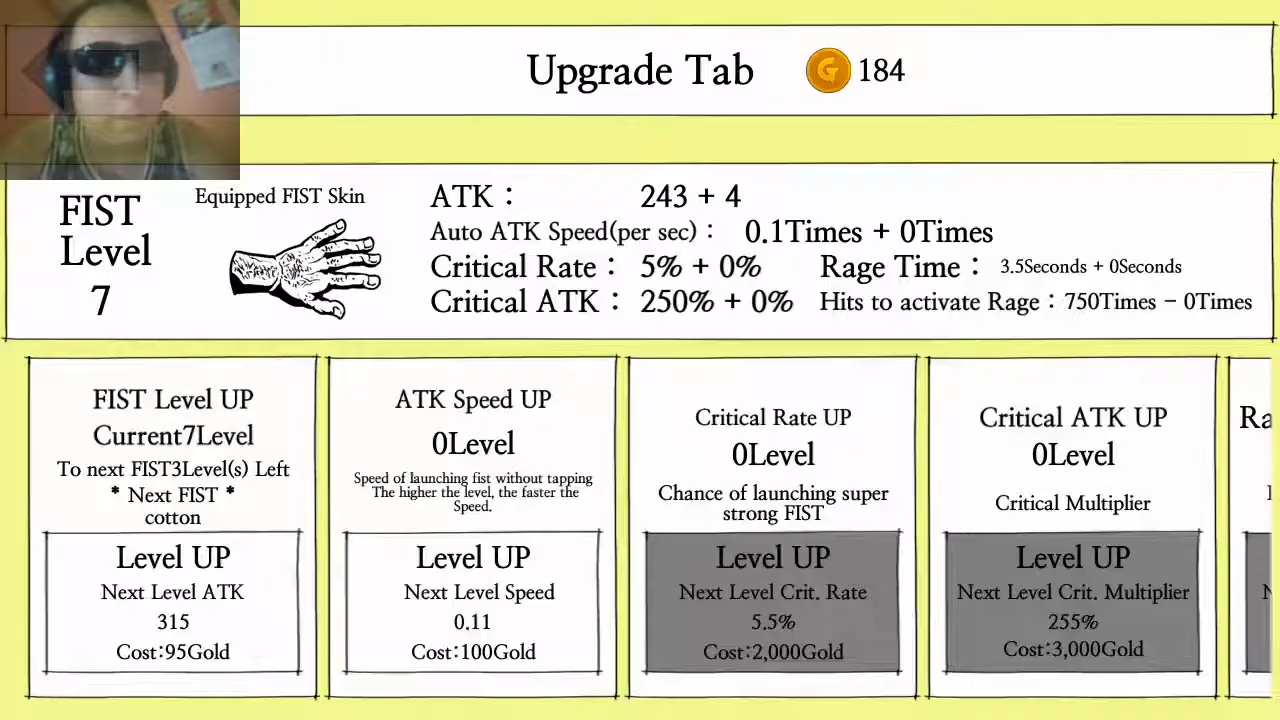 Upgrade Tab G 184
FIST
Level
7
Equipped FIST Skin
ATK : 243 + 4
Auto ATK Speed(per sec) : 0.1Times + 0Times
Critical Rate : 5% + 0% Rage Time : 3.5Seconds + 0Seconds
Critical ATK : 250% + 0% Hits to activate Rage : 750Times - 0Times
FIST Level UP
Current7Level
To next FIST3Level(s) Left
* Next FIST *
cotton
Level UP
Next Level ATK
315
Cost:95Gold
ATK Speed UP
0Level
Speed of launching fist without tapping
The higher the level, the faster the
Speed.
Level UP
Next Level Speed
0.11
Cost:100Gold
Critical Rate UP
0Level
Chance of launching super
strong FIST
Level UP
Next Level Crit. Rate
5.5%
Cost:2,000Gold
Critical ATK UP
0Level
Critical Multiplier
Level UP
Next Level Crit. Multiplier
255%
Cost:3,000Gold
Ra